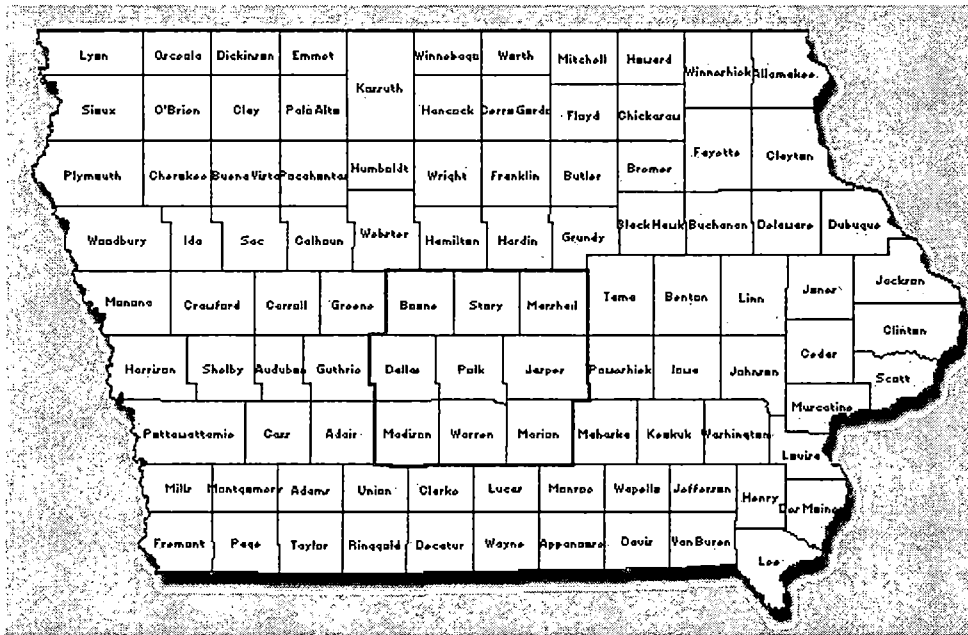 Lyon Osceola Dickinson Emmet Winnebago Worth
Mitchell Howard
Winneshiek Allamakee
Kossuth
Sioux O'Brien Clay Palo Alto Hancock Cerro Gordo
Floyd Chickasaw
Fayette Clayton
Plymouth Cherokee Buena Vista Pocahontas Humboldt Wright Franklin Butler Bremer
Woodbury Ida Sac Calhoun Webster Hamilton Hardin Grundy Black Hawk Buchanan Delaware Dubuque
Monona Crawford Carroll Greene Boone Story Marshall Tama Benton Linn Jones Jackson
Clinton
Harrison Shelby Audubon Guthrie Dallas Polk Jasper Poweshiek Iowa Johnson Cedar
Scott
Muscatine
Pottawattamie Cass Adair Madison Warren Marion Mahaska Keokuk Washington
Louisa
Mills Montgomery Adams Union Clarke Lucas Monroe Wapello Jefferson Henry
Des Moines
Fremont Page Taylor Ringgold Decatur Wayne Appanoose Davis Van Buren
Lee